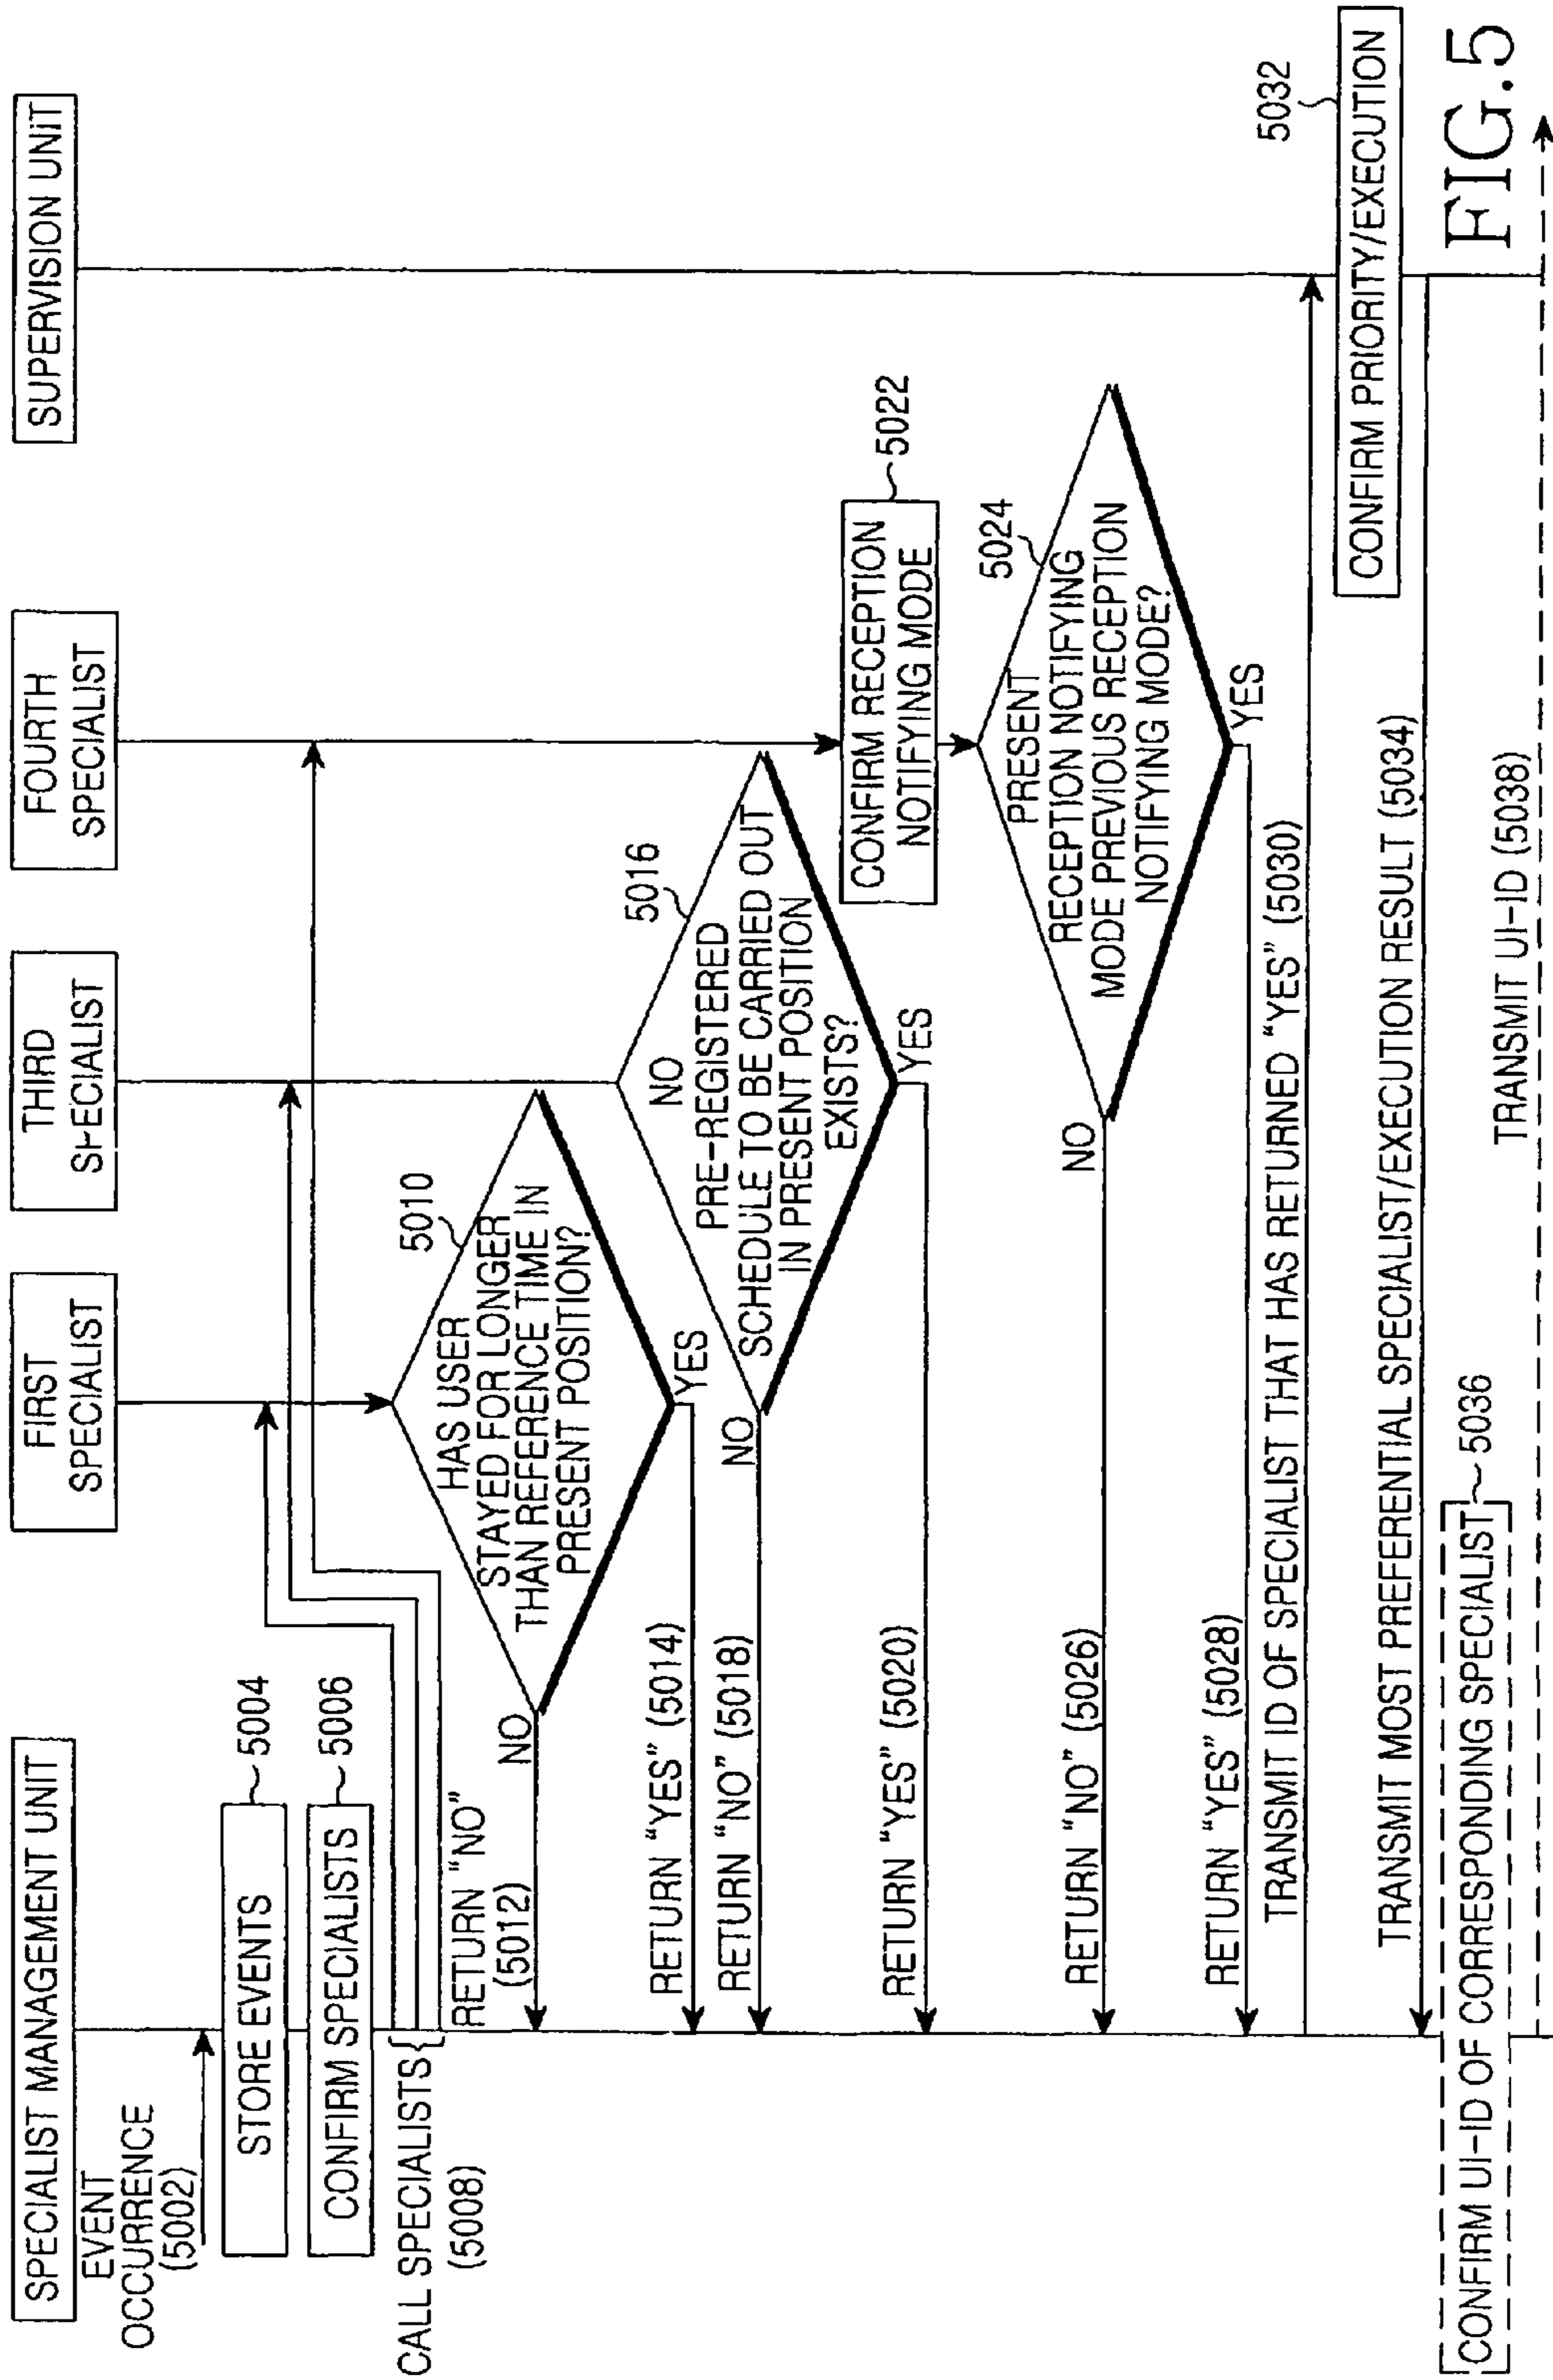 SPECIALIST MANAGEMENT UNIT
FIRST
SPECIALIST
THIRD
SPECIALIST
FOURTH
SPECIALIST
SUPERVISION UNIT
EVENT
OCCURRENCE
(5002)
STORE EVENTS
5004
CONFIRM SPECIALISTS
5006
CALL SPECIALISTS
(5008)
RETURN "NO"
(5012)
NO
HAS USER
STAYED FOR LONGER
THAN REFERENCE TIME IN
PRESENT POSITION?
5010
YES
RETURN "YES" (5014)
RETURN "NO" (5018)
NO
NO
PRE-REGISTERED
SCHEDULE TO BE CARRIED OUT
IN PRESENT POSITION
EXISTS?
5016
YES
RETURN "YES" (5020)
CONFIRM RECEPTION
NOTIFYING MODE
5022
PRESENT
RECEPTION NOTIFYING
MODE PREVIOUS RECEPTION
NOTIFYING MODE?
5024
NO
RETURN "NO" (5026)
YES
RETURN "YES" (5028)
TRANSMIT ID OF SPECIALIST THAT HAS RETURNED "YES" (5030)
5032
CONFIRM PRIORITY/EXECUTION
TRANSMIT MOST PREFERENTIAL SPECIALIST/EXECUTION RESULT (5034)
CONFIRM UI-ID OF CORRESPONDING SPECIALIST
5036
TRANSMIT UI-ID (5038)
FIG.5